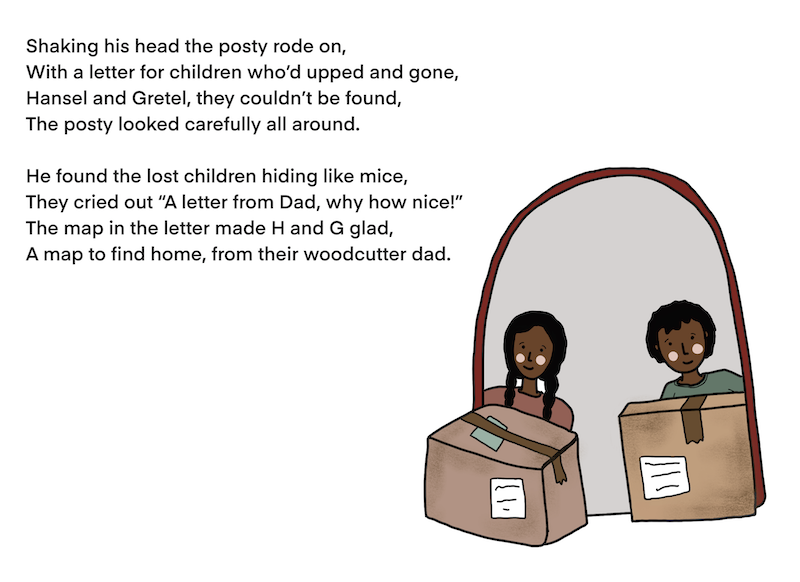 Shaking his head the posty rode on,
With a letter for children who’d upped and gone,
Hansel and Gretel, they couldn’t be found,
The posty looked carefully all around.
He found the lost children hiding like mice,
They cried out “A letter from Dad, why how nice!”
The map in the letter made H and G glad,
A map to find home, from their woodcutter dad.